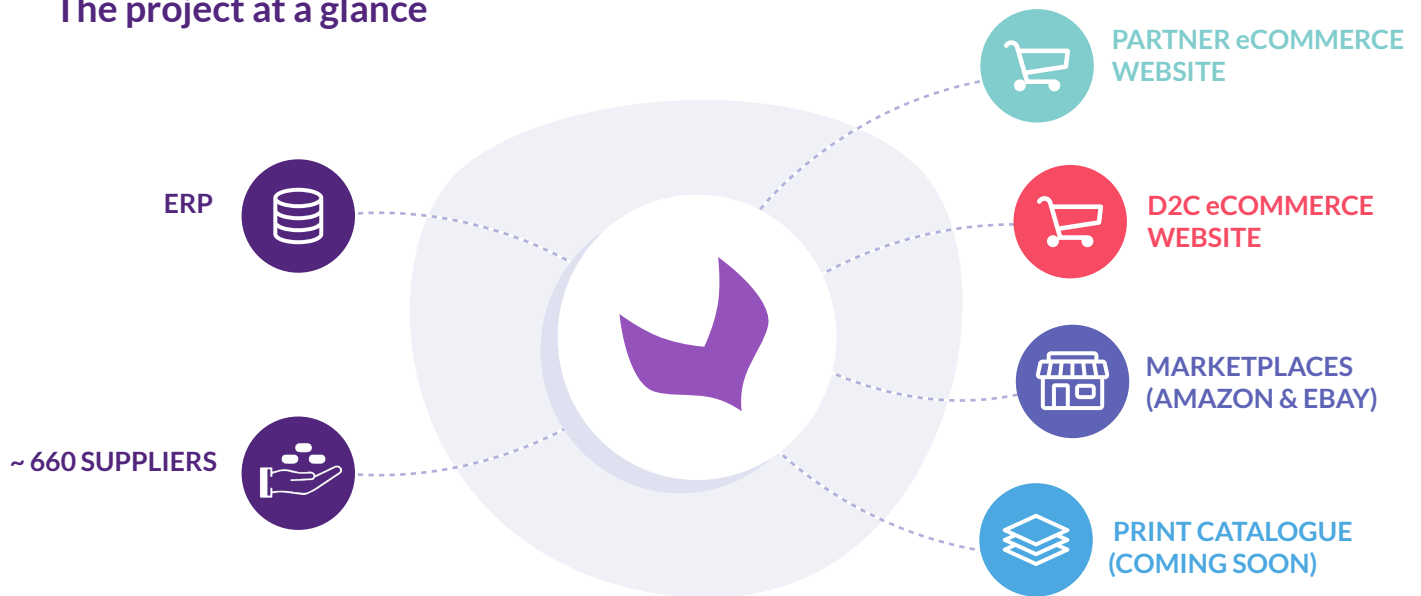 The project at a glance
ERP
~ 660 SUPPLIERS
PARTNER eCOMMERCE
WEBSITE
D2C eCOMMERCE
WEBSITE
MARKETPLACES
(AMAZON & EBAY)
PRINT CATALOGUE
(COMING SOON)